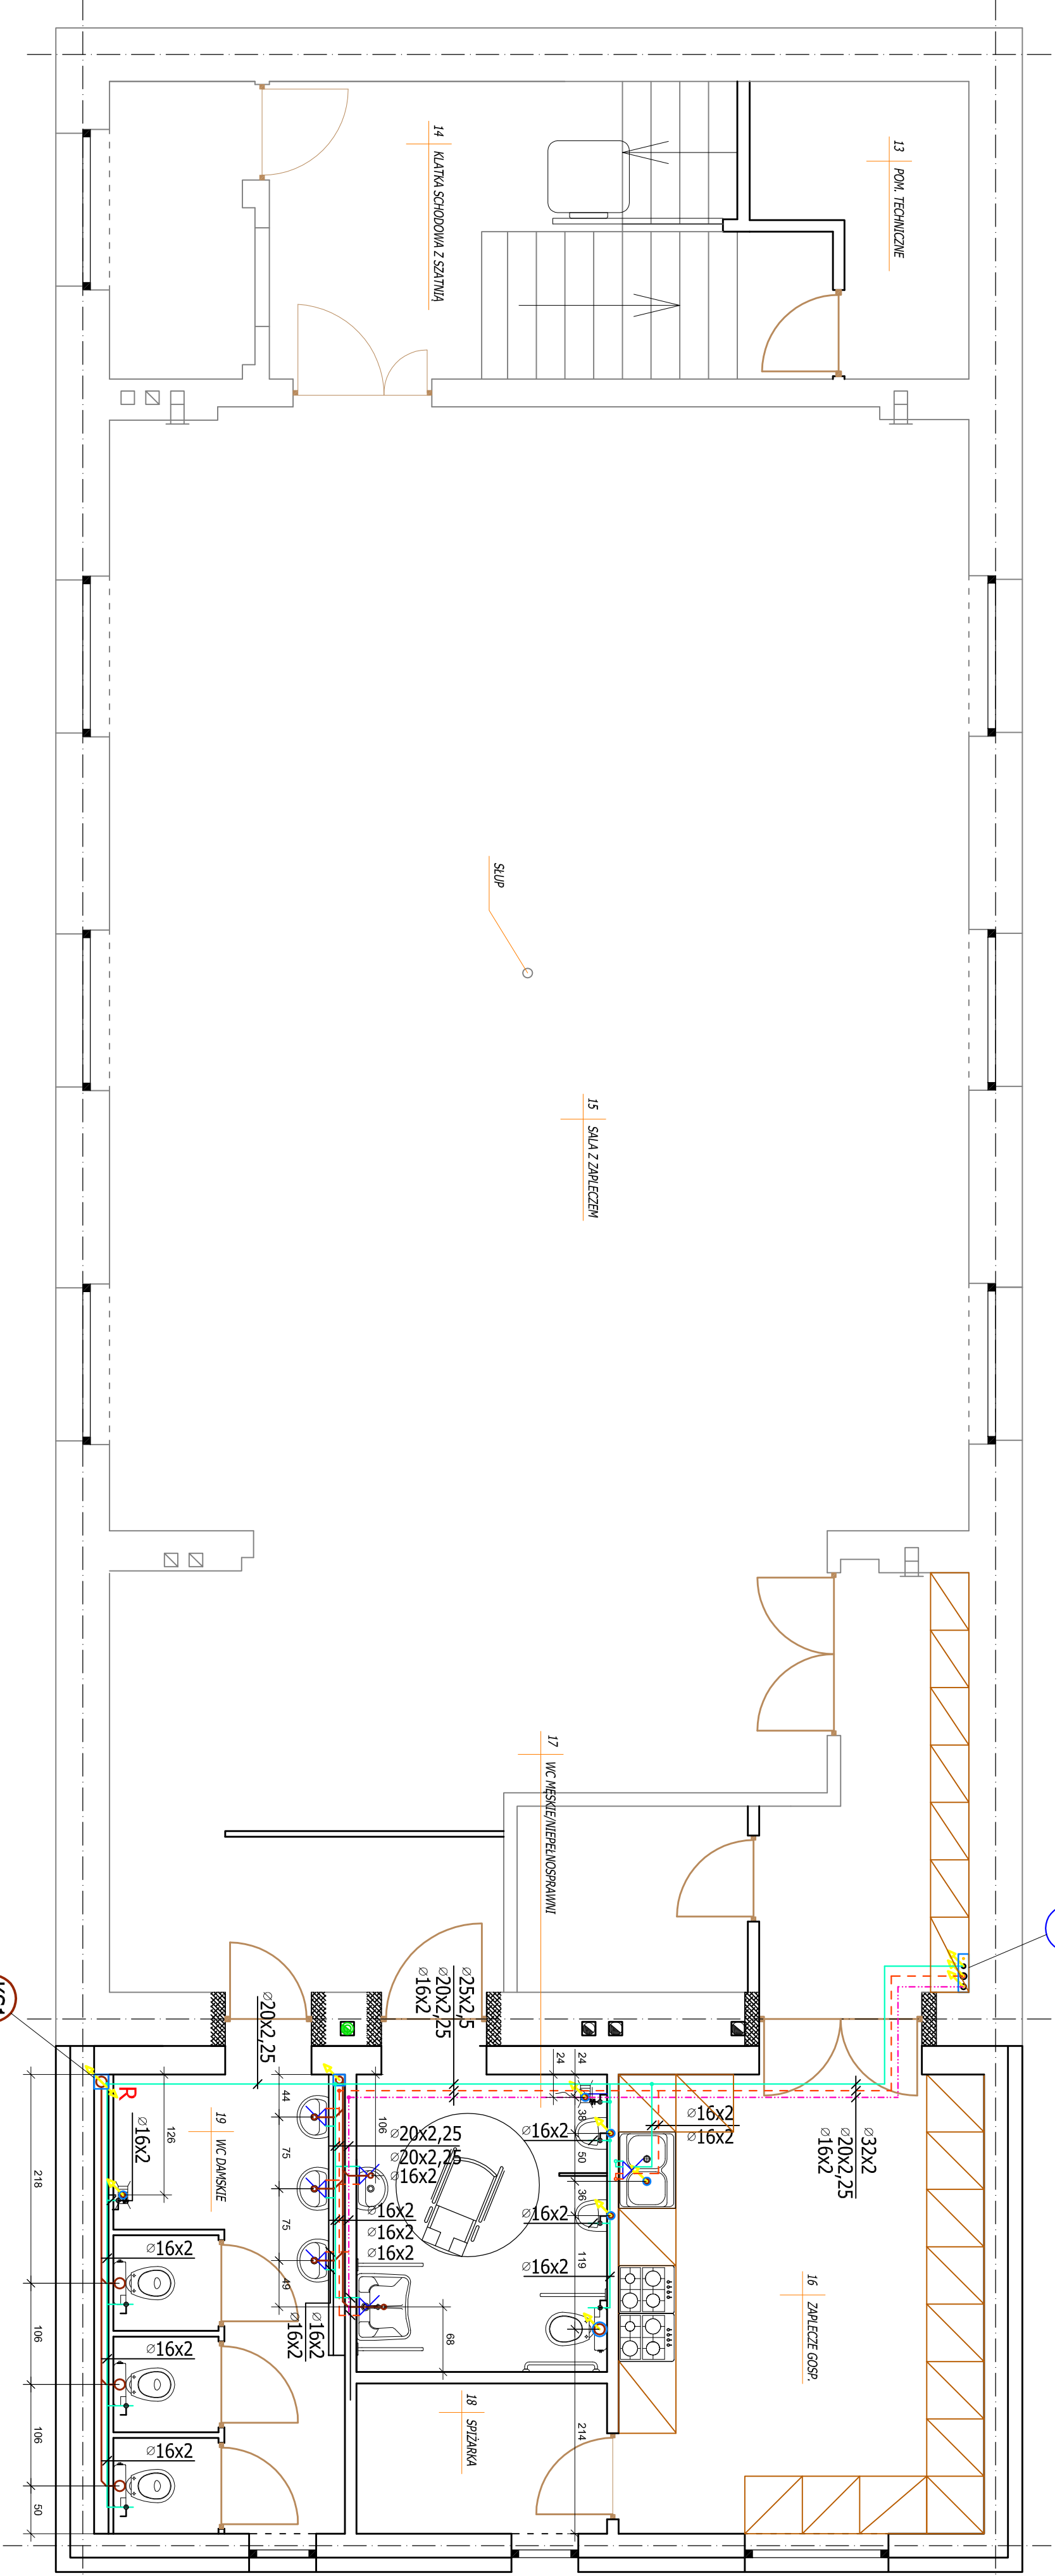 14 KLATKA SCHODOWA Z SZATNIĄ
13 POM. TECHNICZNE
SŁUP
15 SALA Z ZAPLECZEM
17 WC MĘSKIE/NIEPEŁNOSPRAWNI
∅25x2,5
∅20x2,25
∅16x2
∅20x2,25
24
24
R
∅16x2
126
19 WC DAMSKIE
44
75
75
49
106
∅20x2,25
∅20x2,25
∅16x2
∅16x2
∅16x2
∅16x2
∅16x2
∅16x2
68
38
50
36
119
214
∅16x2
∅16x2
∅16x2
∅16x2
∅16x2
∅32x2
∅20x2,25
∅16x2
16 ZAPLECZE GOSP.
18 SPIŻARKA
∅16x2
∅16x2
∅16x2
218
106
106
50